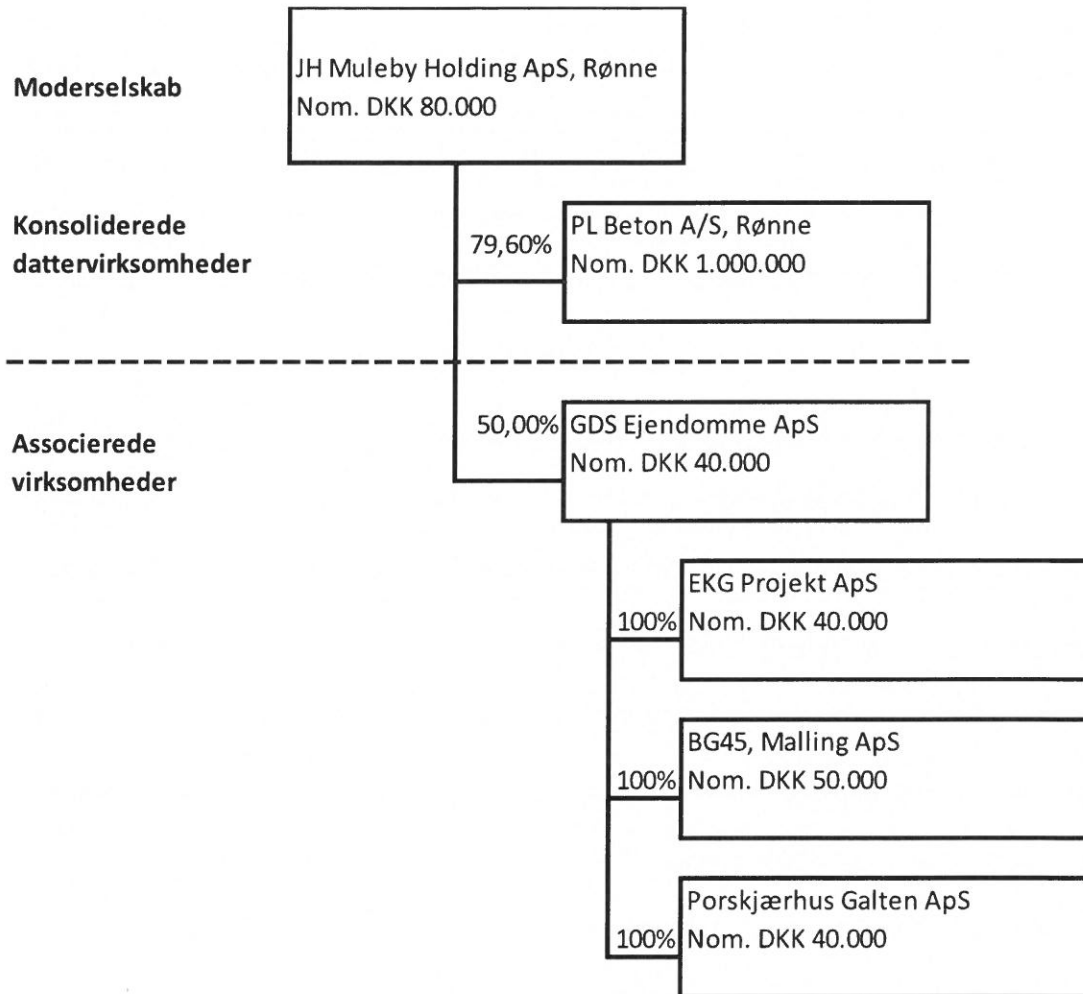 Moderselskab
JH Muleby Holding ApS, Rønne
Nom. DKK 80.000
Konsoliderede
dattervirksomheder
79,60%
PL Beton A/S, Rønne
Nom. DKK 1.000.000
Associerede
virksomheder
50,00%
GDS Ejendomme ApS
Nom. DKK 40.000
100%
EKG Projekt ApS
Nom. DKK 40.000
100%
BG45, Malling ApS
Nom. DKK 50.000
100%
Porskjærhus Galten ApS
Nom. DKK 40.000